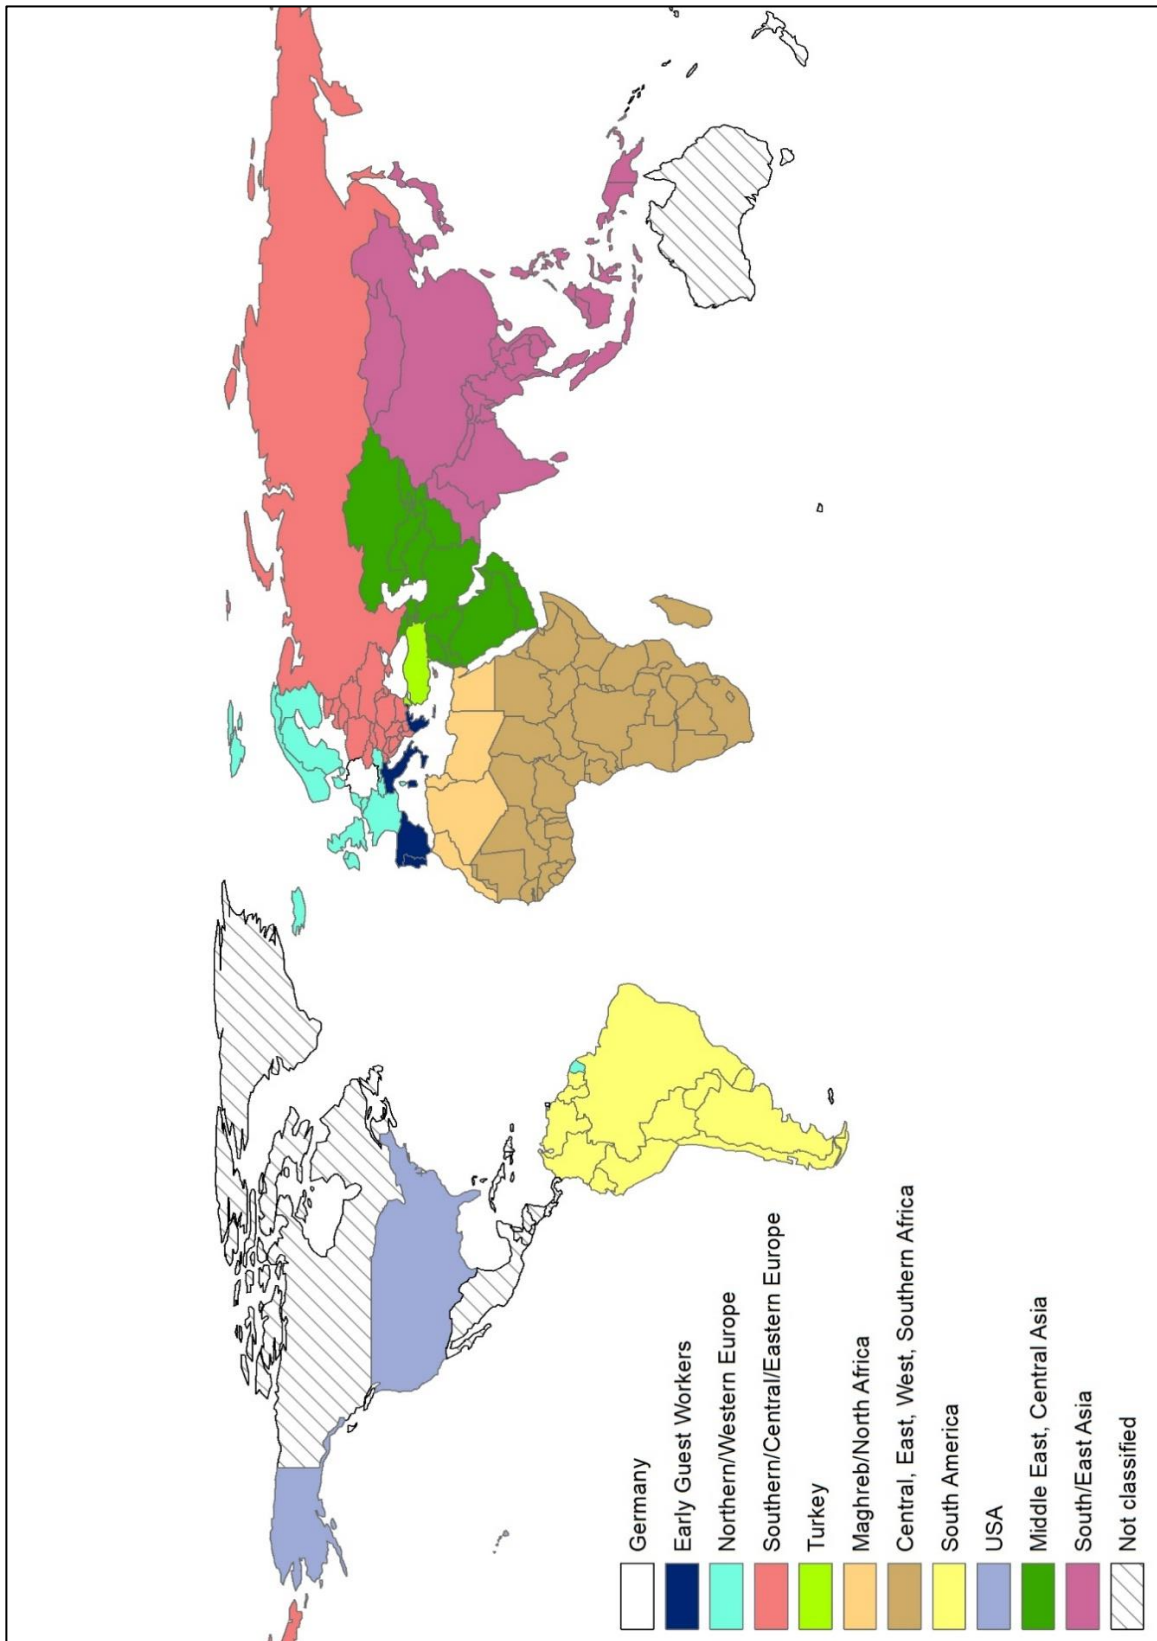 Germany
Early Guest Workers
Northern/Western Europe
Southern/Central/Eastern Europe
Turkey
Maghreb/North Africa
Central, East, West, Southern Africa
South America
USA
Middle East, Central Asia
South/East Asia
Not classified